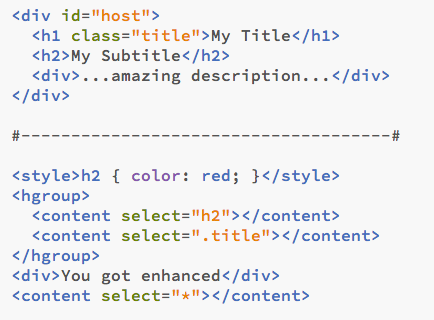 <div id="host">
<h1 class="title">My Title</h1>
<h2>My Subtitle</h2>
<div>...amazing description...</div>
</div>
#-------------------------------------#
<style>h2 { color: red; }</style>
<hgroup>
<content select="h2"></content>
<content select=".title"></content>
</hgroup>
<div>You got enhanced</div>
<content select="*"></content>